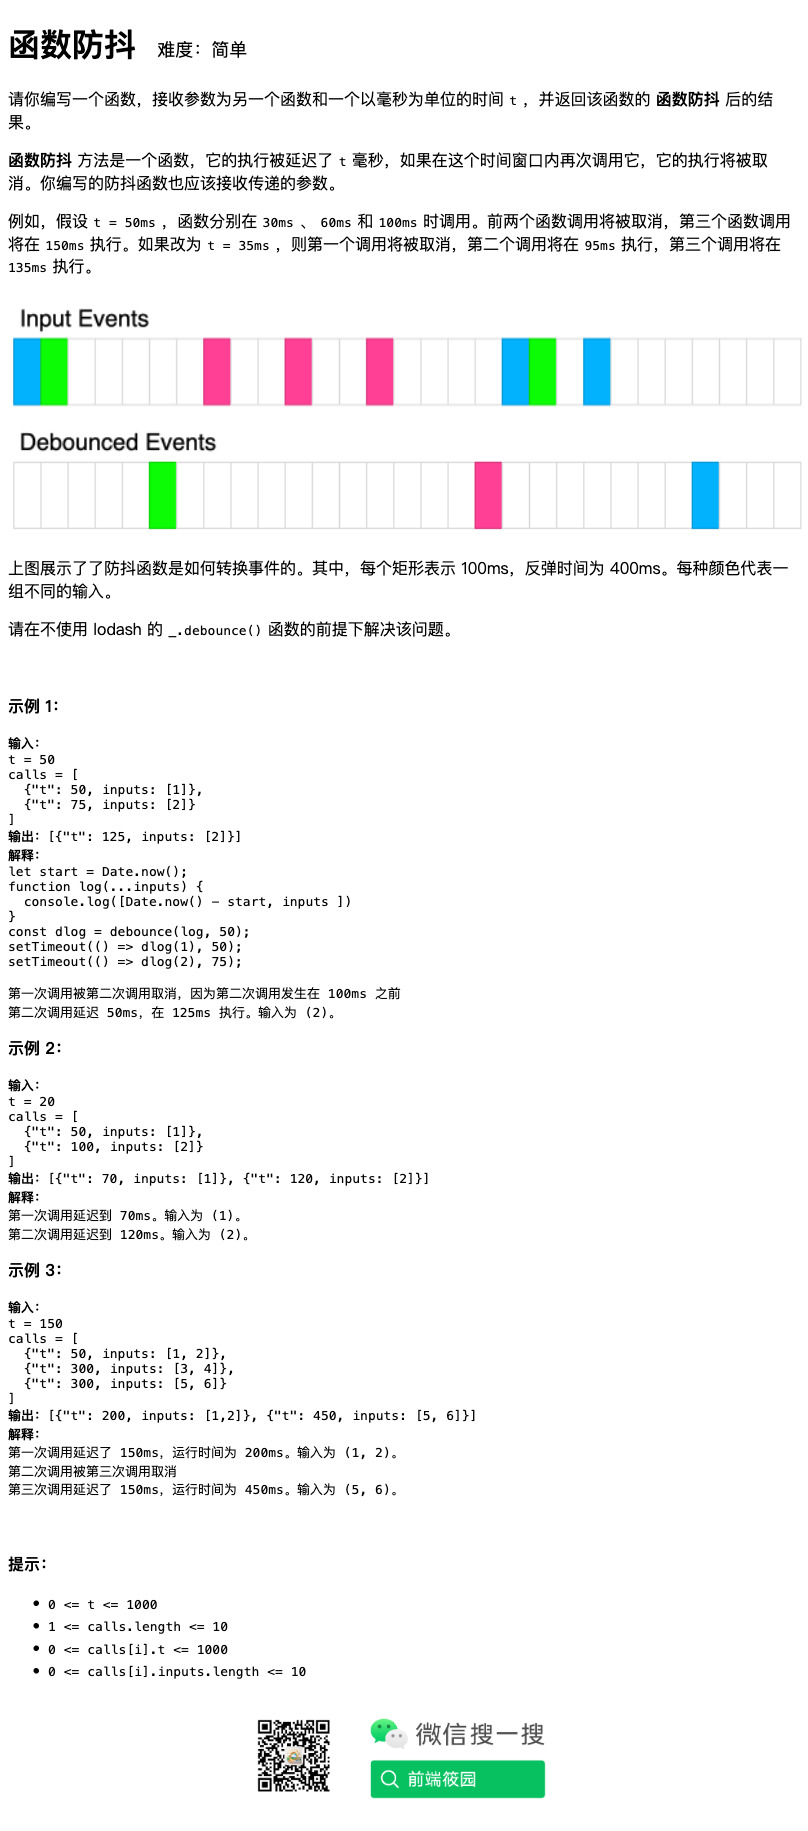 函数防抖 难度：简单
请你编写一个函数，接收参数为另一个函数和一个以毫秒为单位的时间 t ，并返回该函数的 函数防抖 后的结
果。
函数防抖 方法是一个函数，它的执行被延迟了 t 毫秒，如果在这个时间窗口内再次调用它，它的执行将被取
消。你编写的防抖函数也应该接收传递的参数。
例如，假设 t = 50ms ，函数分别在 30ms 、 60ms 和 100ms 时调用。前两个函数调用将被取消，第三个函数调用
将在 150ms 执行。如果改为 t = 35ms ，则第一个调用将被取消，第二个调用将在 95ms 执行，第三个调用将在
135ms 执行。
Input Events
Debounced Events
上图展示了了防抖函数是如何转换事件的。其中，每个矩形表示 100ms，反弹时间为 400ms。每种颜色代表一
组不同的输入。
请在不使用 lodash 的 _.debounce() 函数的前提下解决该问题。
示例 1：
输入：
t = 50
calls = [
  {"t": 50, inputs: [1]},
  {"t": 75, inputs: [2]}
]
输出：[{"t": 125, inputs: [2]}]
解释：
let start = Date.now();
function log(...inputs) {
  console.log([Date.now() - start, inputs ])
}
const dlog = debounce(log, 50);
setTimeout(() => dlog(1), 50);
setTimeout(() => dlog(2), 75);
第一次调用被第二次调用取消，因为第二次调用发生在 100ms 之前
第二次调用延迟 50ms，在 125ms 执行。输入为 (2)。
示例 2：
输入：
t = 20
calls = [
  {"t": 50, inputs: [1]},
  {"t": 100, inputs: [2]}
]
输出：[{"t": 70, inputs: [1]}, {"t": 120, inputs: [2]}]
解释：
第一次调用延迟到 70ms。输入为 (1)。
第二次调用延迟到 120ms。输入为 (2)。
示例 3：
输入：
t = 150
calls = [
  {"t": 50, inputs: [1, 2]},
  {"t": 300, inputs: [3, 4]},
  {"t": 300, inputs: [5, 6]}
]
输出：[{"t": 200, inputs: [1,2]}, {"t": 450, inputs: [5, 6]}]
解释：
第一次调用延迟了 150ms，运行时间为 200ms。输入为 (1, 2)。
第二次调用被第三次调用取消
第三次调用延迟了 150ms，运行时间为 450ms。输入为 (5, 6)。
提示：
• 0 <= t <= 1000
• 1 <= calls.length <= 10
• 0 <= calls[i].t <= 1000
• 0 <= calls[i].inputs.length <= 10
微信搜一搜
前端筱园